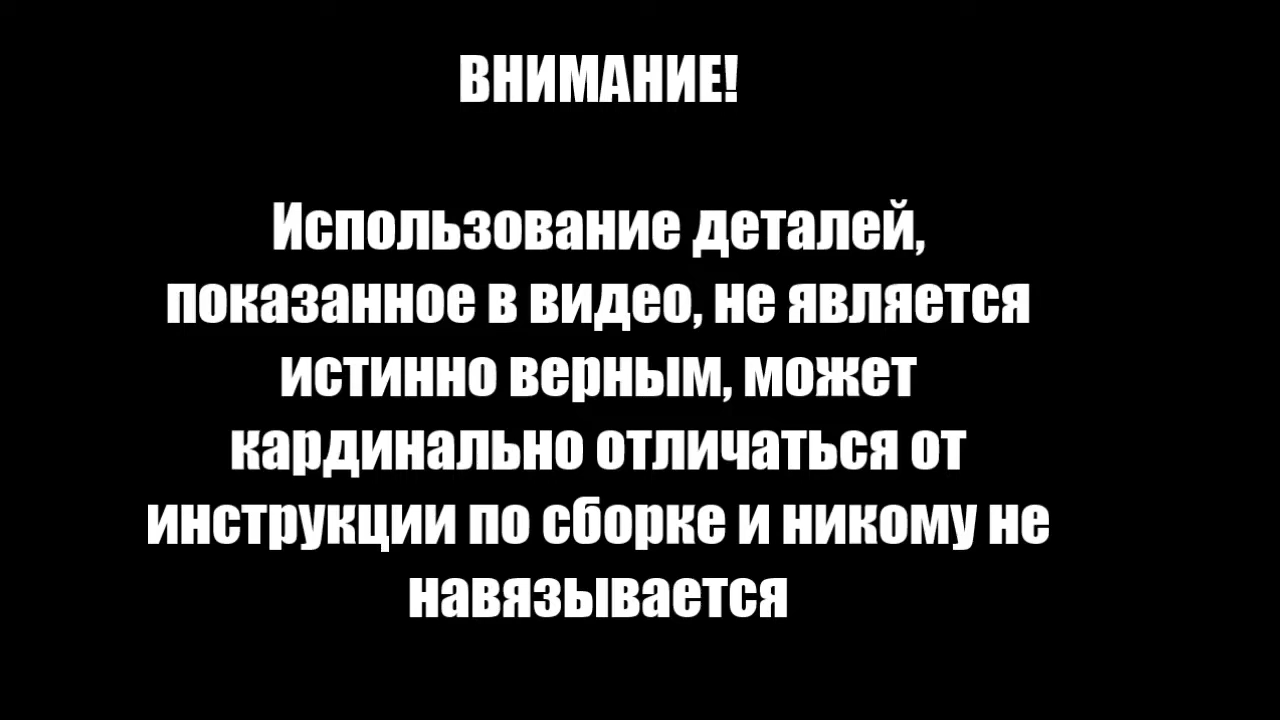 ВНИМАНИЕ!
Использование деталей,
показанное в видео, не является
истинно верным, может
кардинально отличаться от
инструкции по сборке и никому не
навязывается